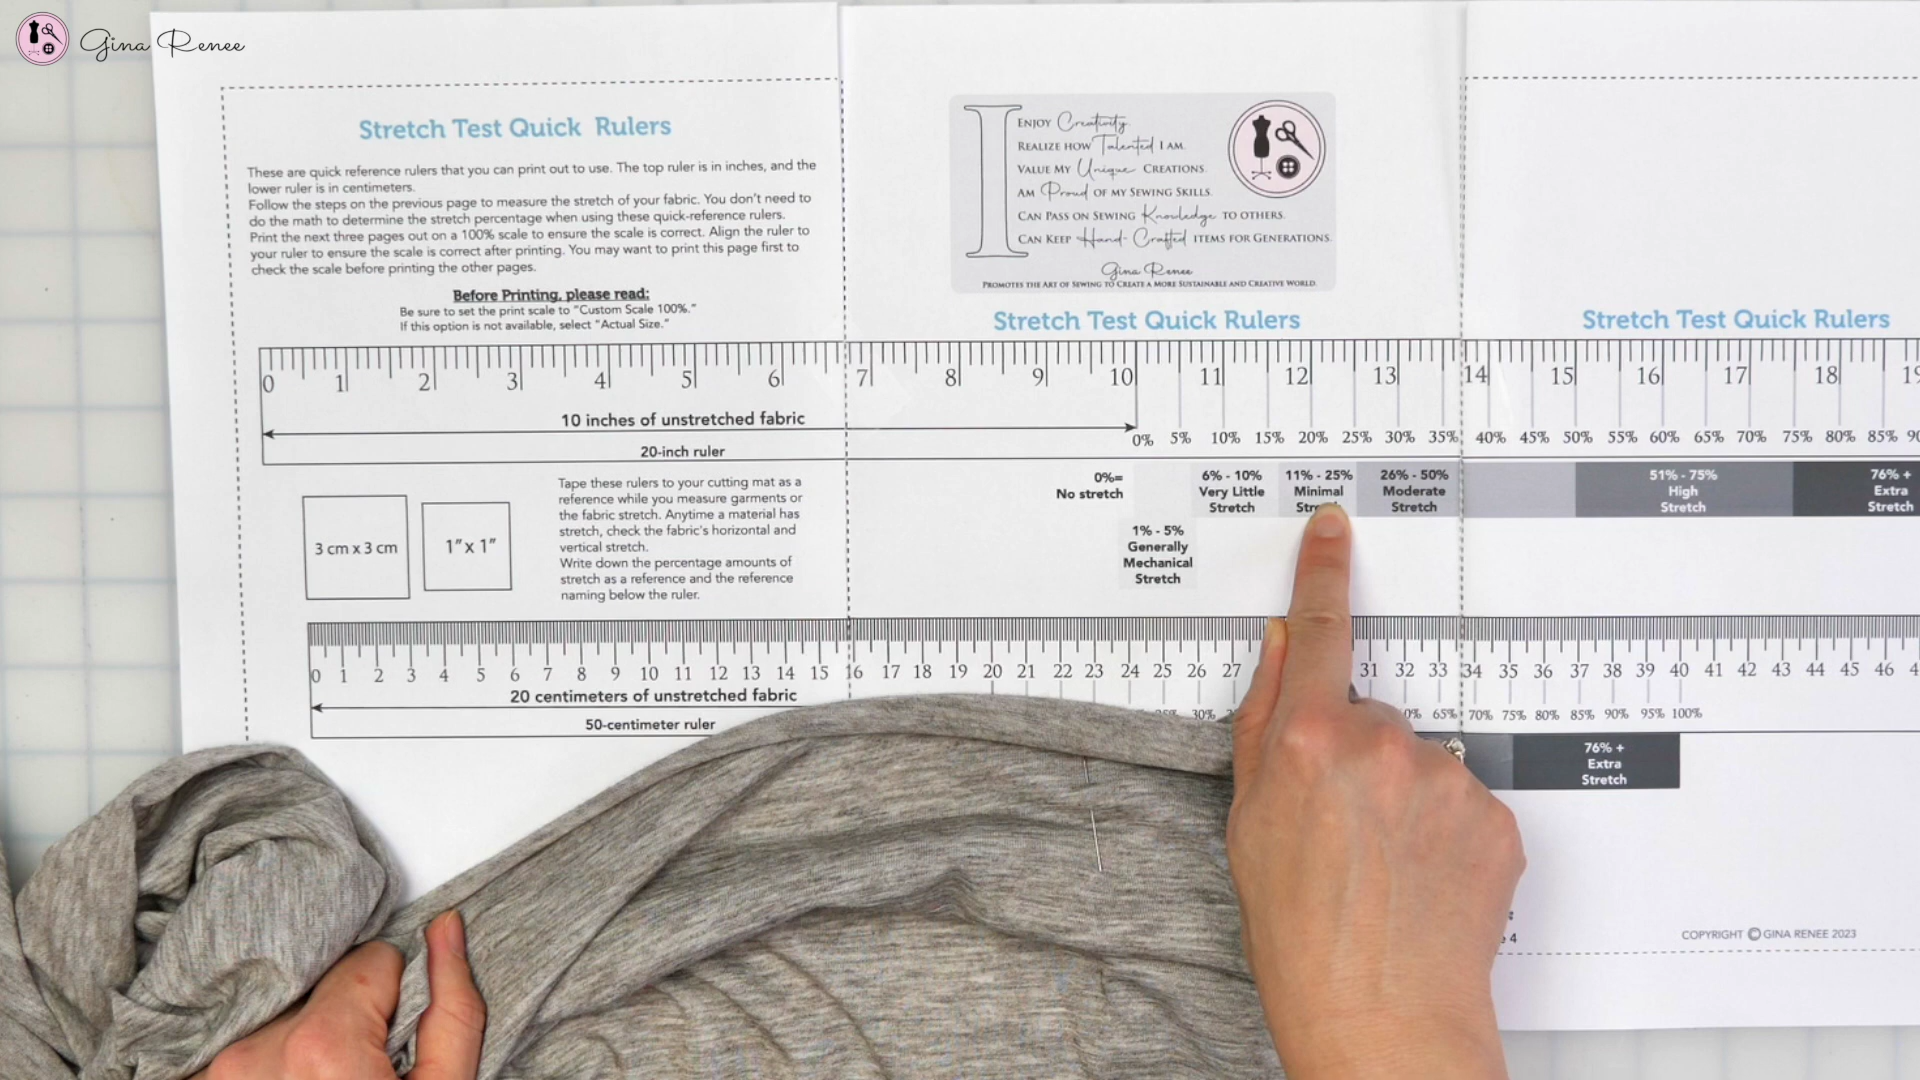 Gina Renee
Stretch Test Quick Rulers
These are quick reference rulers that you can print out to use. The top ruler is in inches, and the
lower ruler is in centimeters.
Follow the steps on the previous page to measure the stretch of your fabric. You don't need to
do the math to determine the stretch percentage when using these quick-reference rulers.
Print the next three pages out on a 100% scale to ensure the scale is correct. Align the ruler to
your ruler to ensure the scale is correct after printing. You may want to print this page first to
check the scale before printing the other pages.
Before Printing, please read:
Be sure to set the print scale to "Custom Scale 100%."
If this option is not available, select "Actual Size."
I
ENJOY Creativity.
REALIZE HOW Talented I AM.
VALUE MY Unique CREATIONS.
AM Proud OF MY SEWING SKILLS.
CAN PASS ON SEWING Knowledge TO OTHERS.
CAN KEEP Hand-Crafted ITEMS FOR GENERATIONS.
Gina Renee
PROMOTES THE ART OF SEWING TO CREATE A MORE SUSTAINABLE AND CREATIVE WORLD.
Stretch Test Quick Rulers
Stretch Test Quick Rulers
0 1 2 3 4 5 6 7 8 9 10 11 12 13 14 15 16 17 18 19
10 inches of unstretched fabric
0% 5% 10% 15% 20% 25% 30% 35% 40% 45% 50% 55% 60% 65% 70% 75% 80% 85%
20-inch ruler
0%=
No stretch
1% - 5%
Generally
Mechanical
Stretch
6% - 10%
Very Little
Stretch
11% - 25%
Minimal
26% - 50%
Moderate
Stretch
51% - 75%
High
Stretch
76% +
Extra
Stretch
3 cm x 3 cm
1"x 1"
Tape these rulers to your cutting mat as a
reference while you measure garments or
the fabric stretch. Anytime a material has
stretch, check the fabric's horizontal and
vertical stretch.
Write down the percentage amounts of
stretch as a reference and the reference
naming below the ruler.
0 1 2 3 4 5 6 7 8 9 10 11 12 13 14 15 16 17 18 19 20 21 22 23 24 25 26 27 31 32 33 34 35 36 37 38 39 40 41 42 43 44 45 46
20 centimeters of unstretched fabric
30% 65% 70% 75% 80% 85% 90% 95% 100%
50-centimeter ruler
76% +
Extra
Stretch
4
COPYRIGHT © GINA RENEE 2023